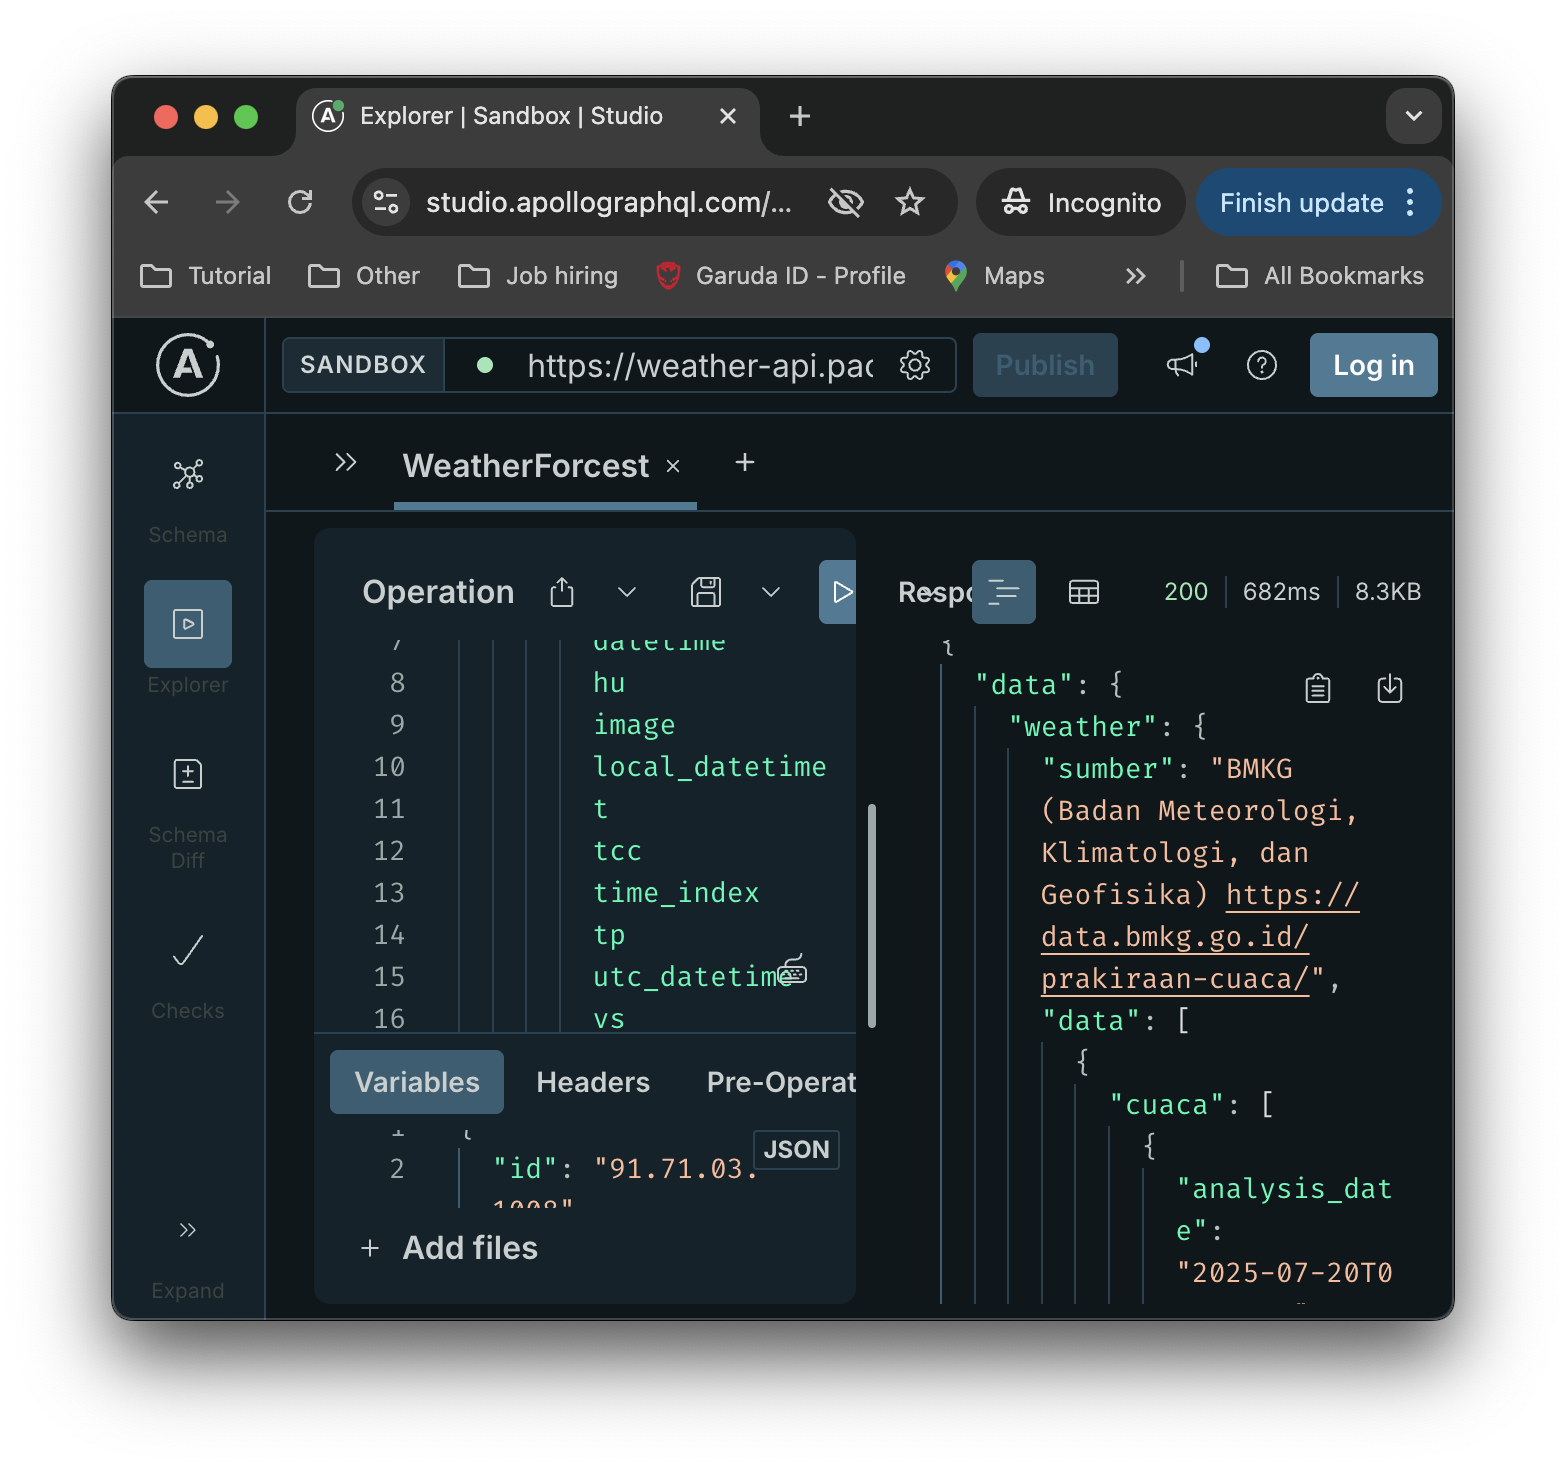 Explorer | Sandbox | Studio
studio.apollographql.com/...
Incognito
Finish update
Tutorial
Other
Job hiring
Garuda ID - Profile
Maps
All Bookmarks
SANDBOX
https://weather-api.pac
Publish
Log in
WeatherForcest
Schema
Explorer
Schema
Diff
Checks
Expand
Operation
7 datetime
8 hu
9 image
10 local_datetime
11 t
12 tcc
13 time_index
14 tp
15 utc_datetime
16 vs
Variables
Headers
Pre-Operat
1 {
JSON
2 "id": "91.71.03.
1008"
+ Add files
Respo
200
682ms
8.3KB
{
"data": {
"weather": {
"sumber": "BMKG
(Badan Meteorologi,
Klimatologi, dan
Geofisika) https://
data.bmkg.go.id/
prakiraan-cuaca/",
"data": [
{
"cuaca": [
{
"analysis_dat
e":
"2025-07-20T0